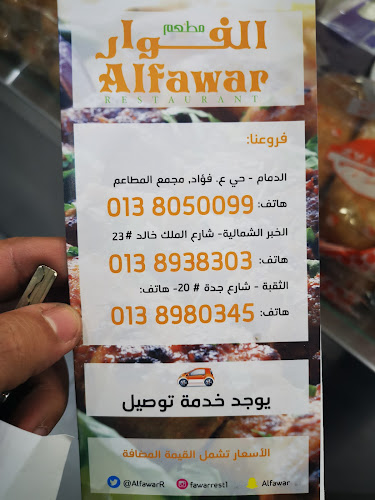 مطعم
الفوار
Alfawar
RESTAURANT
فروعنا:
الدمام - حي ع. فؤاد, مجمع المطاعم
هاتف: 013 8050099
الخبر الشمالية- شارع الملك خالد #23
هاتف: 013 8938303
الثقبة - شارع جدة # 20- هاتف:
هاتف: 013 8980345
يوجد خدمة توصيل
الأسعار تشمل القيمة المضافة
@AlfawarR fawarrest1 Alfawar